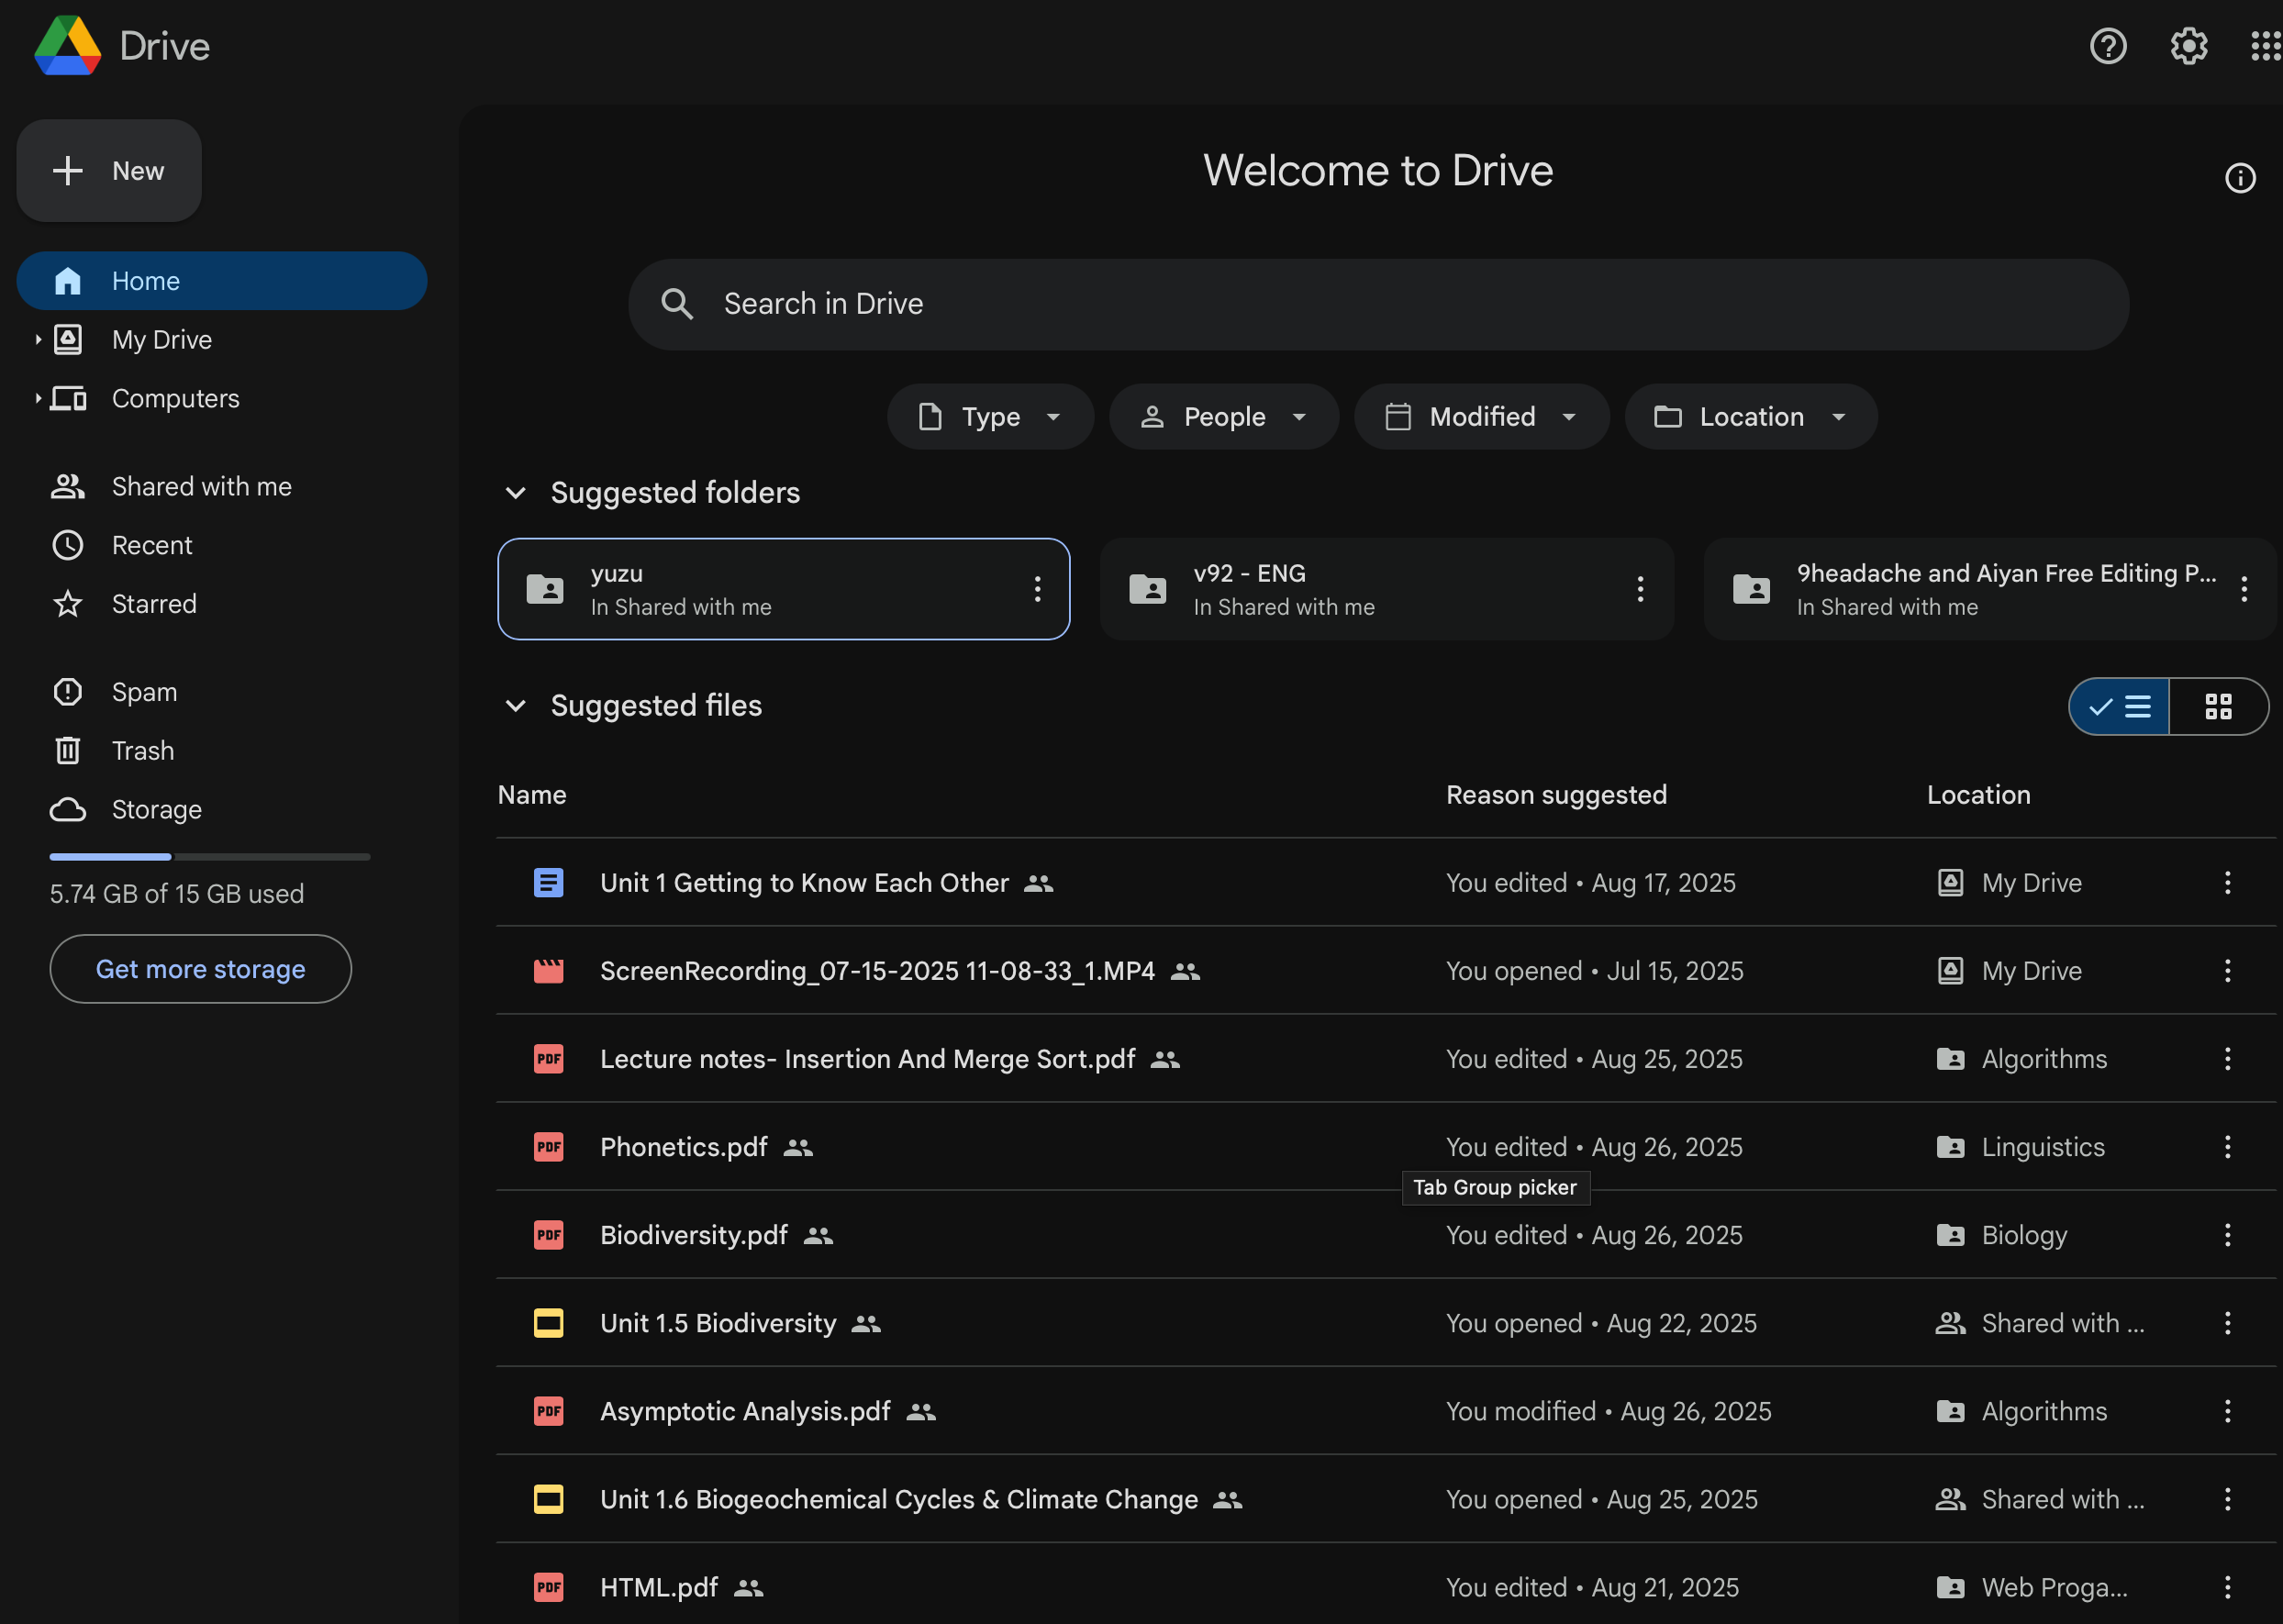 Drive
New
Home
My Drive
Computers
Shared with me
Recent
Starred
Spam
Trash
Storage
5.74 GB of 15 GB used
Get more storage
Welcome to Drive
Search in Drive
Type People Modified Location
Suggested folders
yuzu
In Shared with me
v92 - ENG
In Shared with me
9headache and Aiyan Free Editing P...
In Shared with me
Suggested files
Name Reason suggested Location
Unit 1 Getting to Know Each Other You edited • Aug 17, 2025 My Drive
ScreenRecording_07-15-2025 11-08-33_1.MP4 You opened • Jul 15, 2025 My Drive
PDF Lecture notes- Insertion And Merge Sort.pdf You edited • Aug 25, 2025 Algorithms
PDF Phonetics.pdf You edited • Aug 26, 2025 Linguistics
Tab Group picker
PDF Biodiversity.pdf You edited • Aug 26, 2025 Biology
Unit 1.5 Biodiversity You opened • Aug 22, 2025 Shared with ...
PDF Asymptotic Analysis.pdf You modified • Aug 26, 2025 Algorithms
Unit 1.6 Biogeochemical Cycles & Climate Change You opened • Aug 25, 2025 Shared with ...
PDF HTML.pdf You edited • Aug 21, 2025 Web Proga...